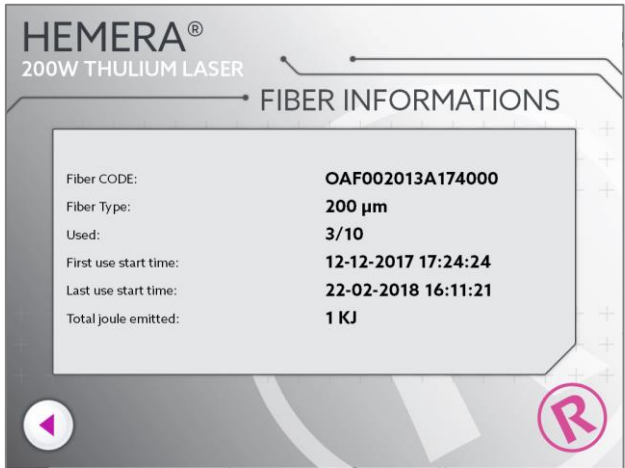 HEMERA®
200W THULIUM LASER
FIBER INFORMATIONS
Fiber CODE: OAF002013A174000
Fiber Type: 200 µm
Used: 3/10
First use start time: 12-12-2017 17:24:24
Last use start time: 22-02-2018 16:11:21
Total joule emitted: 1 KJ
R